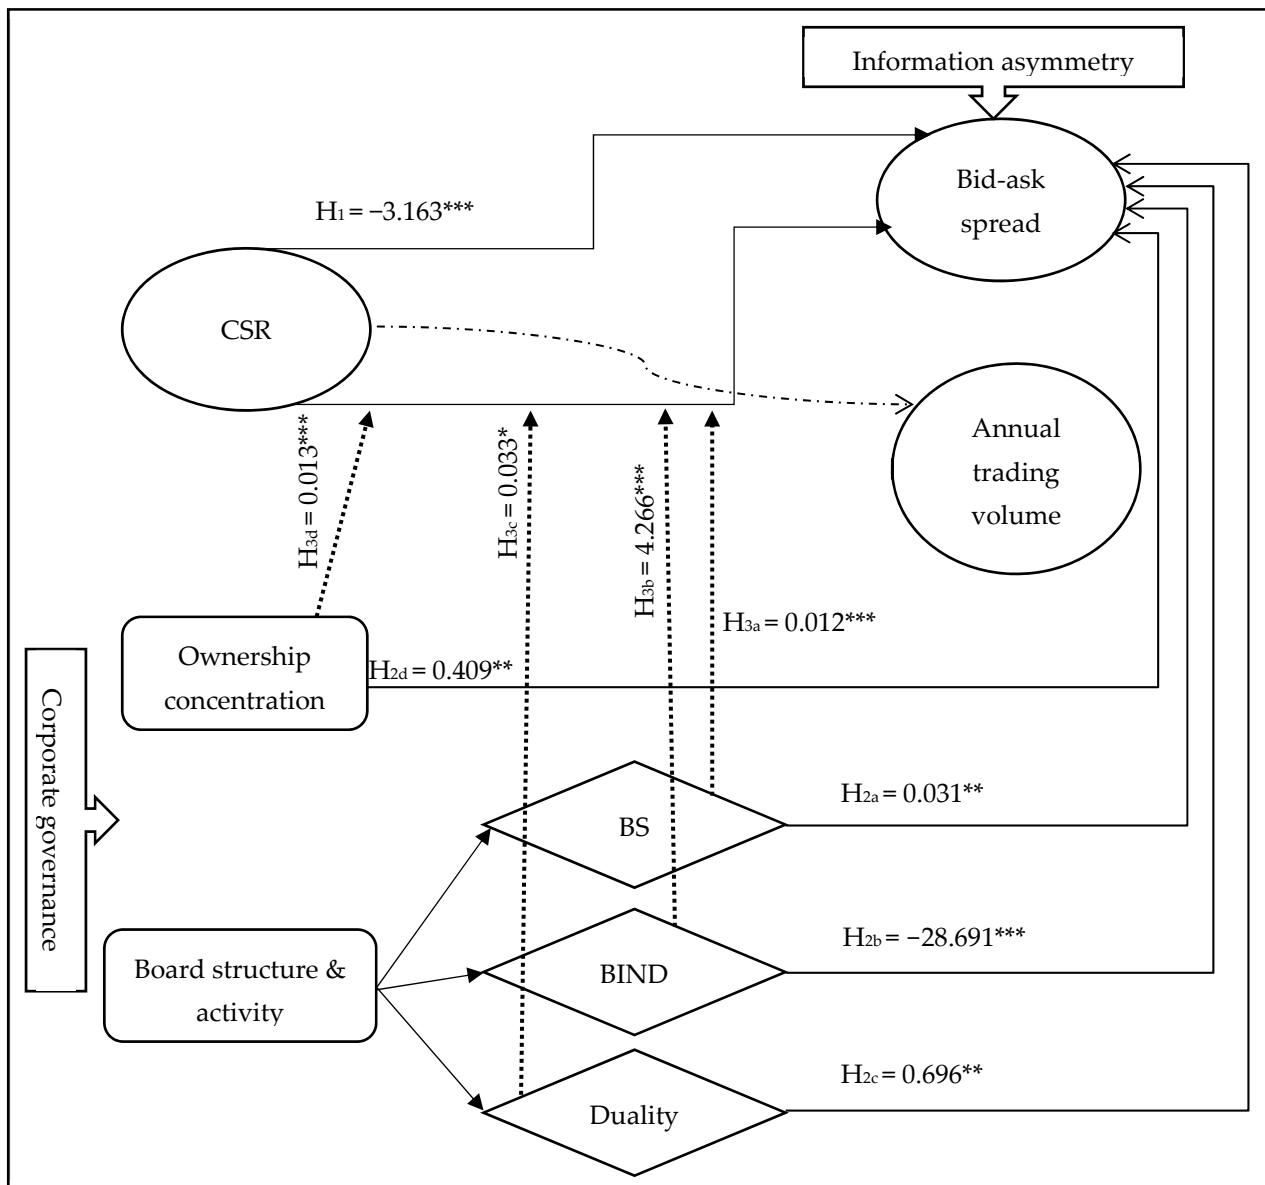 Information asymmetry
Bid-ask
spread
H1 = −3.163***
CSR
Annual
trading
volume
H3d = 0.013***
H3c = 0.033*
H3b = 4.266***
H3a = 0.012***
Ownership
concentration
H2d = 0.409**
Corporate governance
BS
H2a = 0.031**
Board structure &
activity
BIND
H2b = −28.691***
Duality
H2c = 0.696**